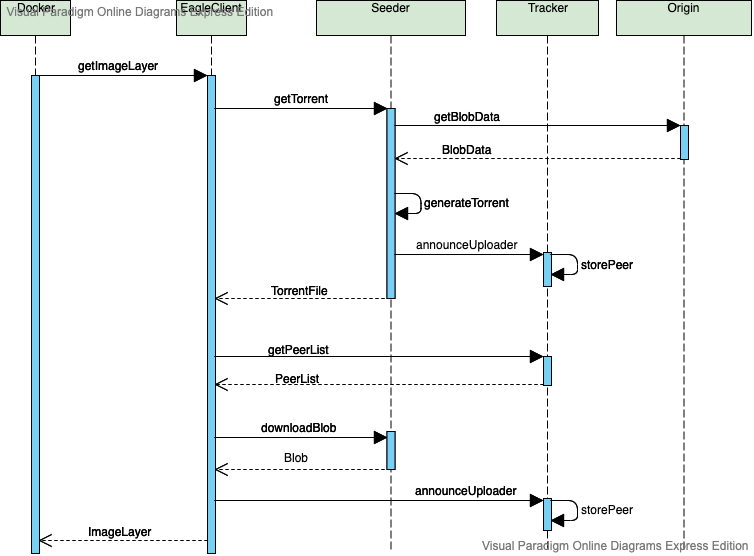 Docker
EagleClient
Seeder
Tracker
Origin
Visual Paradigm Online Diagrams Express Edition
getImageLayer
getTorrent
getBlobData
BlobData
generateTorrent
announceUploader
storePeer
TorrentFile
getPeerList
PeerList
downloadBlob
Blob
announceUploader
storePeer
ImageLayer
Visual Paradigm Online Diagrams Express Edition